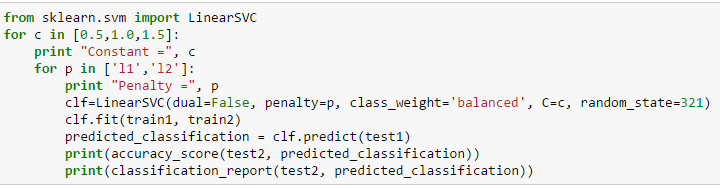 from sklearn.svm import LinearSVC
for c in [0.5,1.0,1.5]:
    print "Constant =", c
    for p in ['l1','l2']:
        print "Penalty =", p
        clf=LinearSVC(dual=False, penalty=p, class_weight='balanced', C=c, random_state=321)
        clf.fit(train1, train2)
        predicted_classification = clf.predict(test1)
        print(accuracy_score(test2, predicted_classification))
        print(classification_report(test2, predicted_classification))